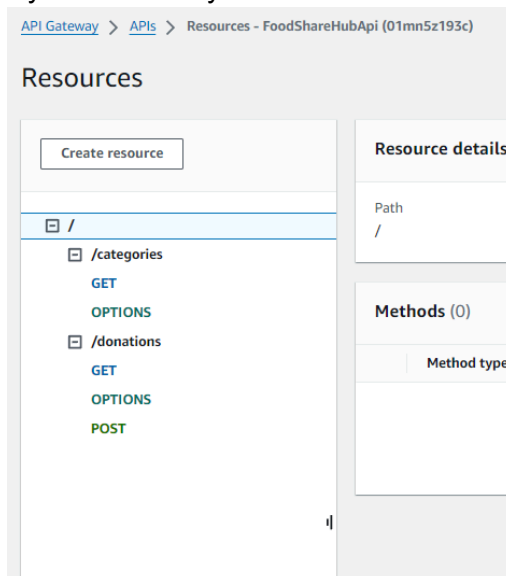 API Gateway > APIs > Resources - FoodShareHubApi (01mn5z193c)
Resources
Create resource
/
/categories
GET
OPTIONS
/donations
GET
OPTIONS
POST
Resource details
Path
/
Methods (0)
Method type